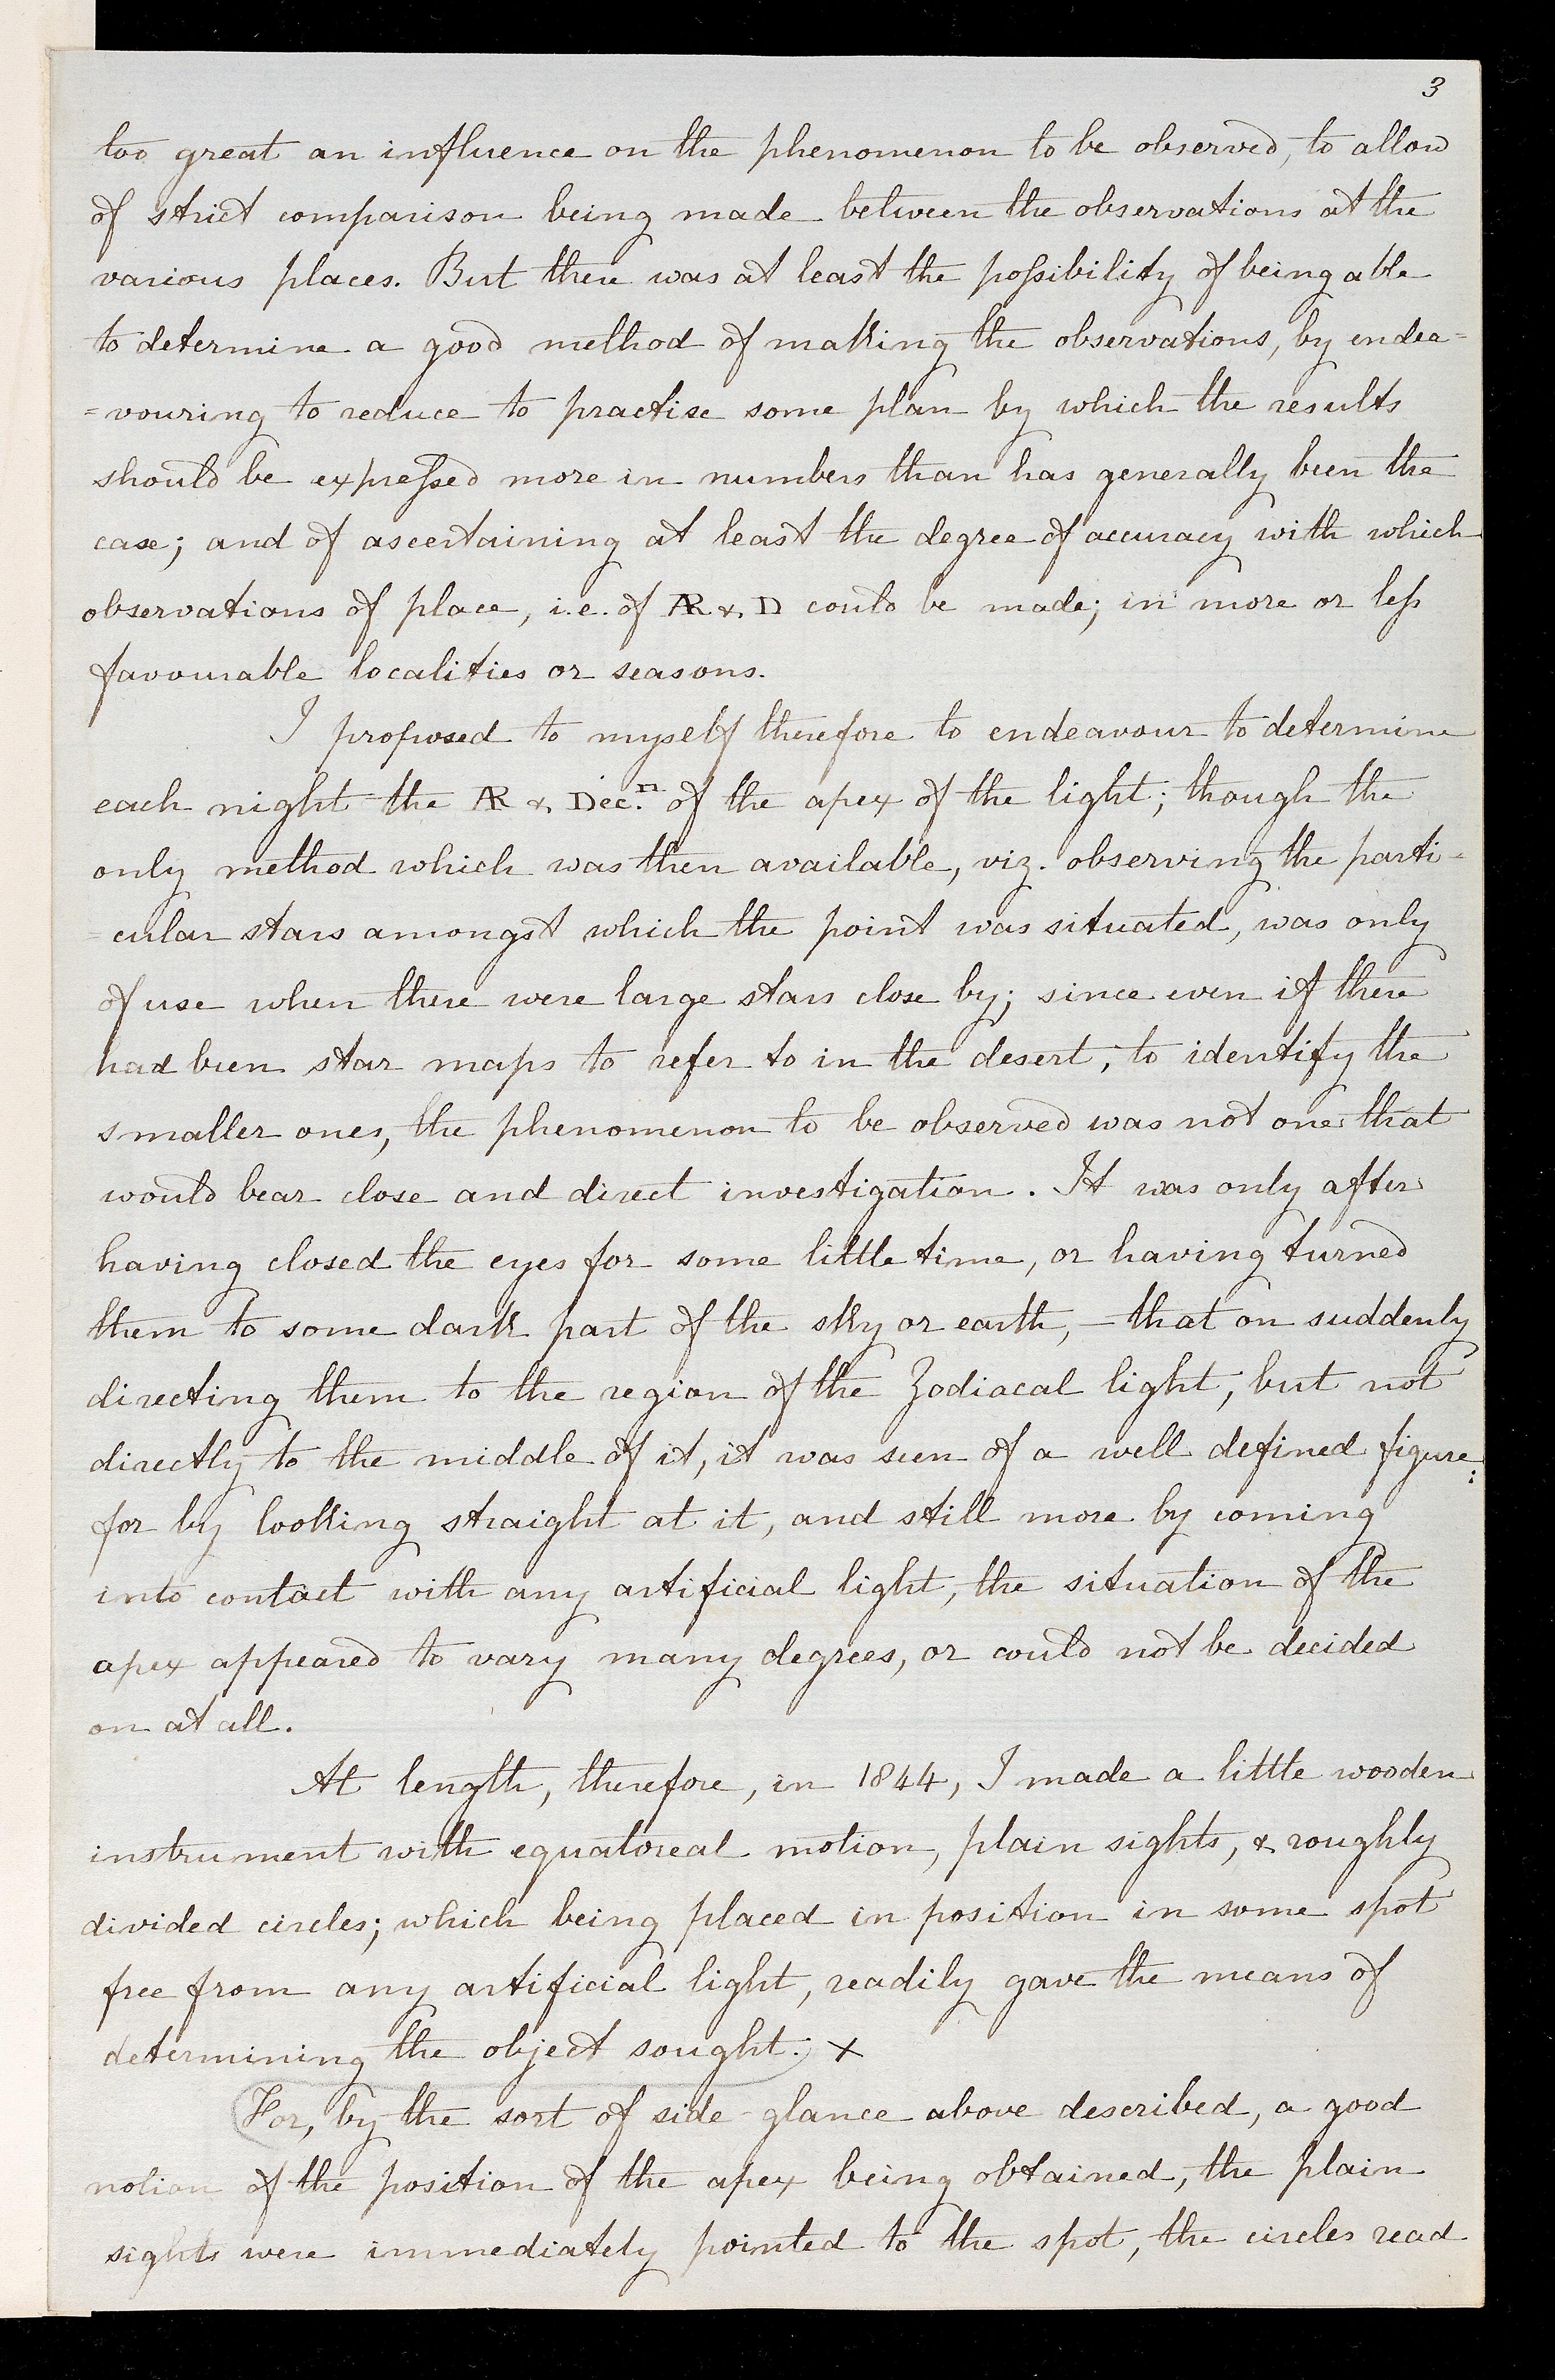 3
too great an influence on the phenomenon to be observed, to allow
of strict comparison being made between the observations at the
various places. But there was at least the poſsibility of being able
to determine a good method of making the observations, by endea=
=vouring to reduce to practise some plan by which the results
should be expreſsed more in numbers than has generally been the
case; and of ascertaining at least the degree of accuracy with which
observations of place, i.e. of AR & D could be made; in more or leſs
favourable localities or seasons.
I proposed to myself therefore to endeavour to determine
each night the AR & Decn. of the apex of the light; though the
only method which was then available, viz. observing the parti=
=cular stars amongst which the point was situated, was only
of use when there were large stars close by; since even if there
had been star maps to refer to in the desert, to identify the
smaller ones, the phenomenon to be observed was not one that
would bear close and direct investigation. It was only after
having closed the eyes for some little time, or having turned
them to some dark part of the sky or earth, – that on suddenly
directing them to the region of the Zodiacal light, but not
directly to the middle of it, it was seen of a well defined figure:
for by looking straight at it, and still more by coming
into contact with any artificial light, the situation of the
apex appeared to vary many degrees, or could not be decided
on at all.
At length, therefore, in 1844, I made a little wooden
instrument with equatoreal motion, plain sights, & roughly
divided circles; which being placed in position in some spot
free from any artificial light, readily gave the means of
determining the object sought. X
For, by the sort of side-glance above described, a good
notion of the position of the apex being obtained, the plain
sights were immediately pointed to the spot, the circles read